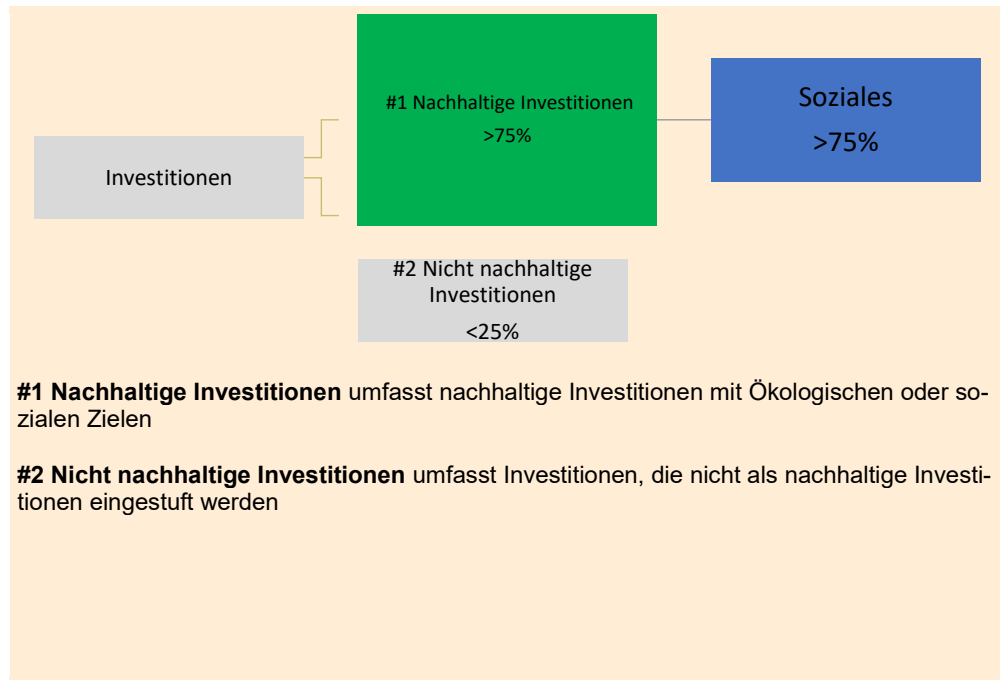 #1 Nachhaltige Investitionen
>75%
Soziales
>75%
Investitionen
#2 Nicht nachhaltige
Investitionen
<25%
#1 Nachhaltige Investitionen umfasst nachhaltige Investitionen mit Ökologischen oder so-
zialen Zielen
#2 Nicht nachhaltige Investitionen umfasst Investitionen, die nicht als nachhaltige Investi-
tionen eingestuft werden